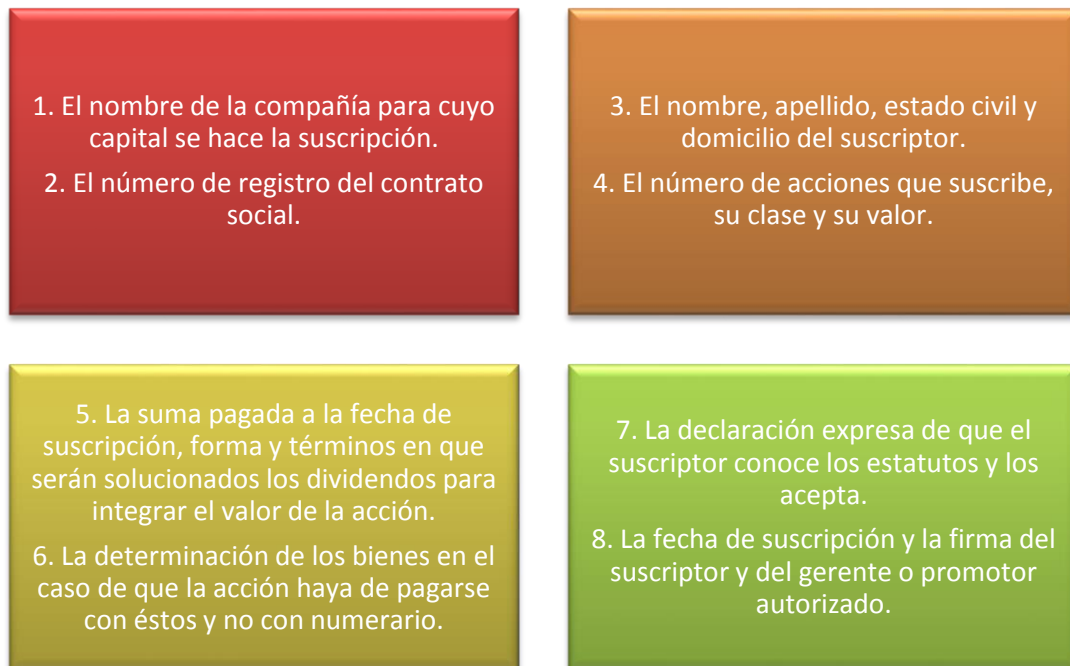 1. El nombre de la compañía para cuyo
capital se hace la suscripción.
2. El número de registro del contrato
social.
3. El nombre, apellido, estado civil y
domicilio del suscriptor.
4. El número de acciones que suscribe,
su clase y su valor.
5. La suma pagada a la fecha de
suscripción, forma y términos en que
serán solucionados los dividendos para
integrar el valor de la acción.
6. La determinación de los bienes en el
caso de que la acción haya de pagarse
con éstos y no con numerario.
7. La declaración expresa de que el
suscriptor conoce los estatutos y los
acepta.
8. La fecha de suscripción y la firma del
suscriptor y del gerente o promotor
autorizado.